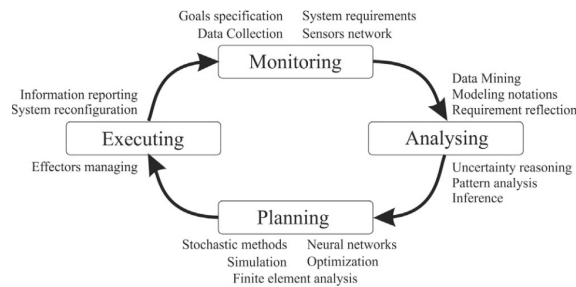 Goals specification System requirements
Data Collection Sensors network
Monitoring
Data Mining
Modeling notations
Requirement reflection
Analysing
Uncertainty reasoning
Pattern analysis
Inference
Planning
Stochastic methods Neural networks
Simulation Optimization
Finite element analysis
Information reporting
System reconfiguration
Executing
Effectors managing